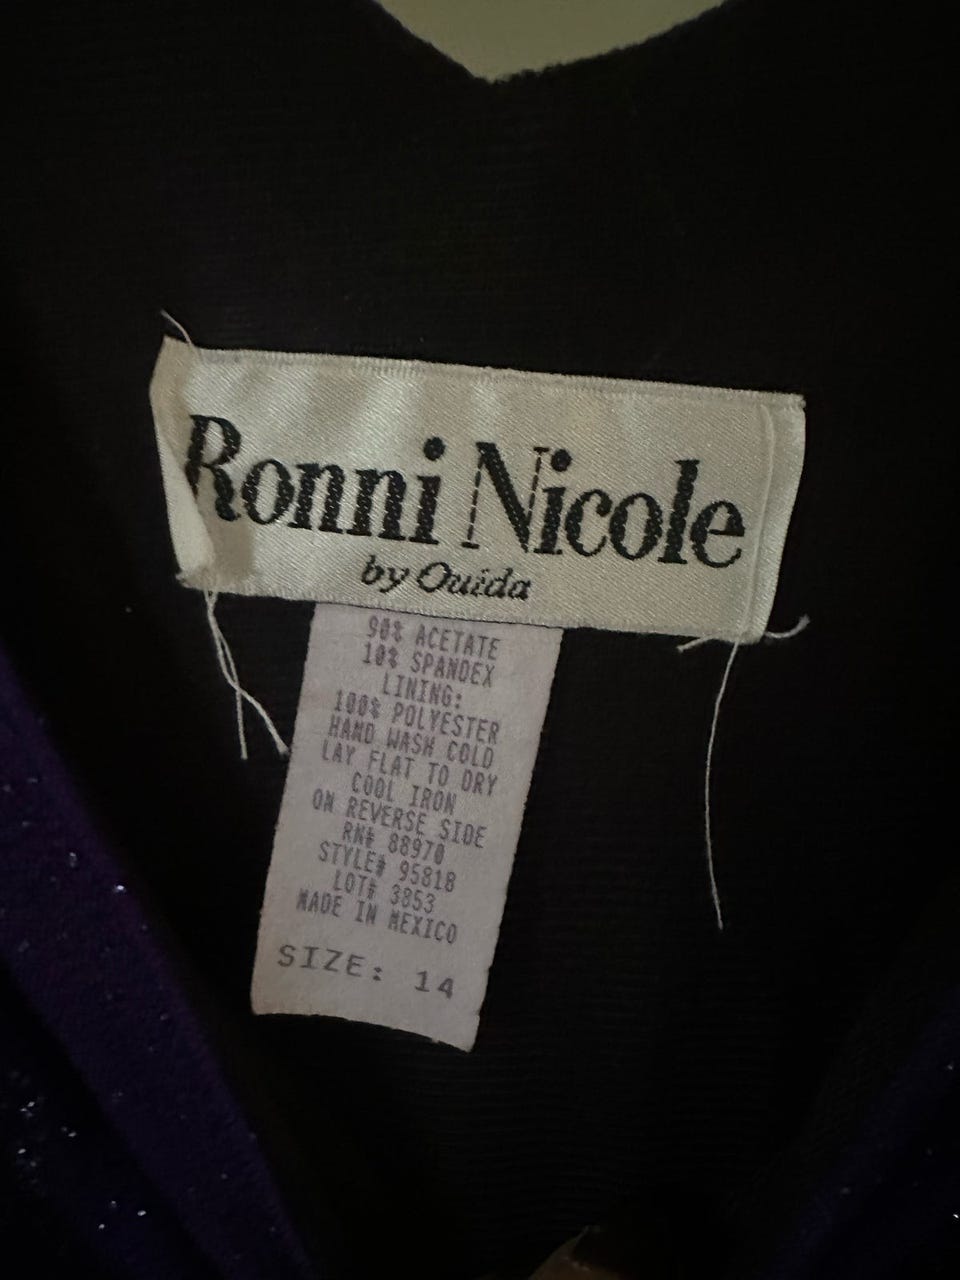 Ronni Nicole
by Ouida
90% ACETATE
10% SPANDEX
LINING:
100% POLYESTER
HAND WASH COLD
LAY FLAT TO DRY
COOL IRON
ON REVERSE SIDE
RN# 88970
STYLE# 95818
LOT# 3853
MADE IN MEXICO
SIZE: 14